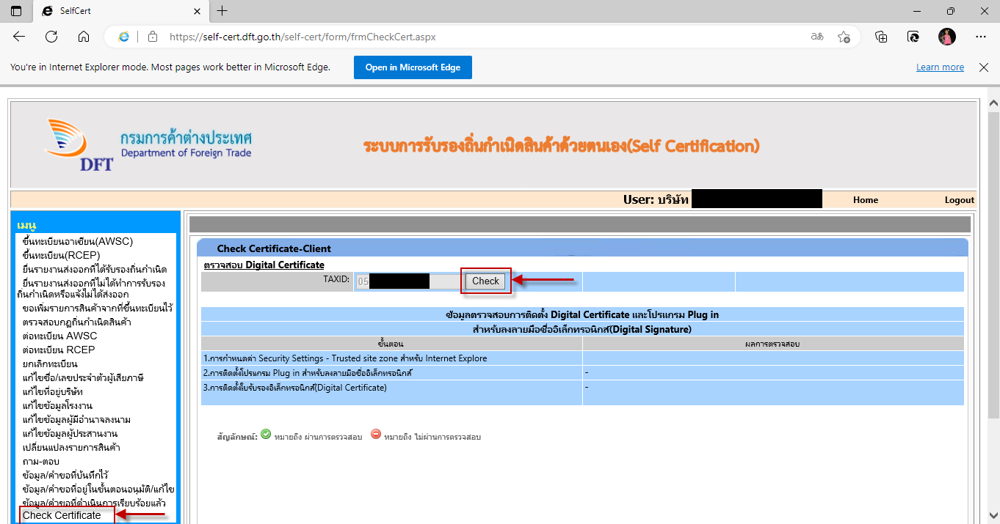 SelfCert
https://self-cert.dft.go.th/self-cert/form/frmCheckCert.aspx
You're in Internet Explorer mode. Most pages work better in Microsoft Edge.
Open in Microsoft Edge
Learn more
กรมการค้าต่างประเทศ
Department of Foreign Trade
DFT
ระบบการรับรองถิ่นกำเนิดสินค้าด้วยตนเอง(Self Certification)
User: บริษัท
Home
Logout
เมนู
ขึ้นทะเบียนอาเซียน(AWSC)
ขึ้นทะเบียน(RCEP)
ยื่นรายงานส่งออกที่ได้รับรองถิ่นกำเนิด
ยื่นรายงานส่งออกที่ไม่ได้ทำการรับรอง
ถิ่นกำเนิดหรือแจ้งไม่ได้ส่งออก
ขอเพิ่มรายการสินค้าจากที่ขึ้นทะเบียนไว้
ตรวจสอบกฎถิ่นกำเนิดสินค้า
ต่อทะเบียน AWSC
ต่อทะเบียน RCEP
ยกเลิกทะเบียน
แก้ไขชื่อ/เลขประจำตัวผู้เสียภาษี
แก้ไขที่อยู่บริษัท
แก้ไขข้อมูลโรงงาน
แก้ไขข้อมูลผู้มีอำนาจลงนาม
แก้ไขข้อมูลผู้ประสานงาน
เปลี่ยนแปลงรายการสินค้า
ถาม-ตอบ
ข้อมูล/คำขอที่บันทึกไว้
ข้อมูล/คำขอที่อยู่ในขั้นตอนอนุมัติ/แก้ไข
ข้อมูล/คำขอที่ดำเนินการเรียบร้อยแล้ว
Check Certificate
Check Certificate-Client
ตรวจสอบ Digital Certificate
TAXID:
05
Check
ข้อมูลตรวจสอบการติดตั้ง Digital Certificate และโปรแกรม Plug in
สำหรับลงลายมือชื่ออิเล็กทรอนิกส์(Digital Signature)
ขั้นตอน
ผลการตรวจสอบ
1.การกำหนดค่า Security Settings - Trusted site zone สำหรับ Internet Explore
2.การติดตั้งโปรแกรม Plug in สำหรับลงลายมือชื่ออิเล็กทรอนิกส์
-
3.การติดตั้งใบรับรองอิเล็กทรอนิกส์(Digital Certificate)
-
สัญลักษณ์: หมายถึง ผ่านการตรวจสอบ หมายถึง ไม่ผ่านการตรวจสอบ